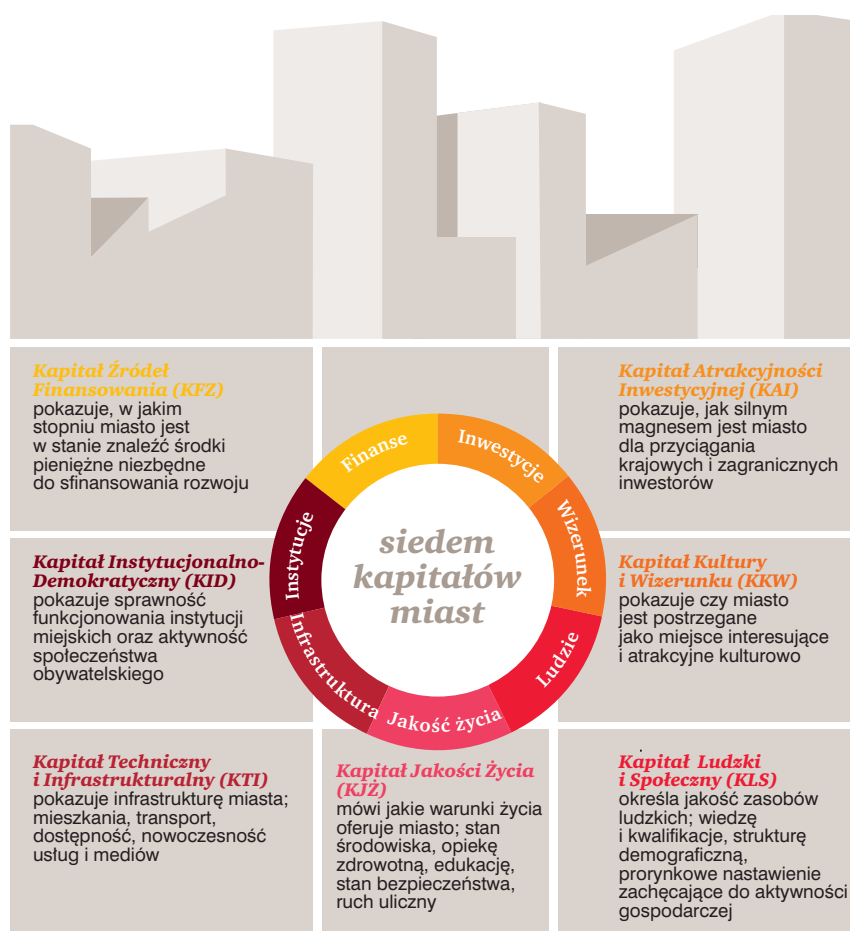 Kapitał Źródeł
Finansowania (KFZ)
pokazuje, w jakim
stopniu miasto jest
w stanie znaleźć środki
pieniężne niezbędne
do sfinansowania rozwoju
Kapitał Atrakcyjności
Inwestycyjnej (KAI)
pokazuje, jak silnym
magnesem jest miasto
dla przyciągania
krajowych i zagranicznych
inwestorów
Finanse
Inwestycje
Wizerunek
Ludzie
Jakość życia
Infrastruktura
Instytucje
siedem
kapitałów
miast
Kapitał Instytucjonalno-
Demokratyczny (KID)
pokazuje sprawność
funkcjonowania instytucji
miejskich oraz aktywność
społeczeństwa
obywatelskiego
Kapitał Kultury
i Wizerunku (KKW)
pokazuje czy miasto
jest postrzegane
jako miejsce interesujące
i atrakcyjne kulturowo
Kapitał Techniczny
i Infrastrukturalny (KTI)
pokazuje infrastrukturę miasta;
mieszkania, transport,
dostępność, nowoczesność
usług i mediów
Kapitał Jakości Życia
(KJŻ)
mówi jakie warunki życia
oferuje miasto; stan
środowiska, opiekę
zdrowotną, edukację,
stan bezpieczeństwa,
ruch uliczny
Kapitał Ludzki
i Społeczny (KLS)
określa jakość zasobów
ludzkich; wiedzę
i kwalifikacje, strukturę
demograficzną,
prorynkowe nastawienie
zachęcające do aktywności
gospodarczej